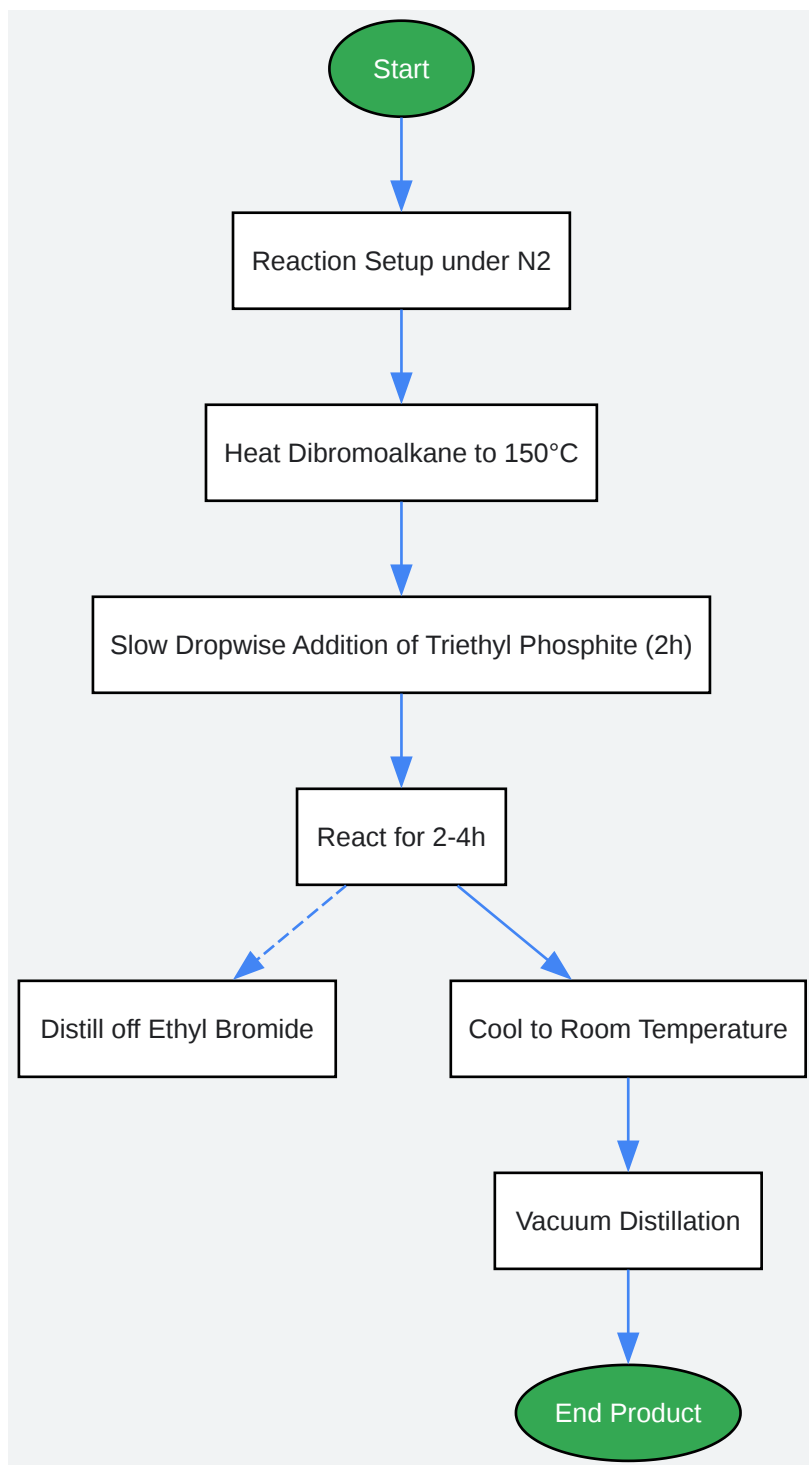 Start
Reaction Setup under N2
Heat Dibromoalkane to 150°C
Slow Dropwise Addition of Triethyl Phosphite (2h)
React for 2-4h
Distill off Ethyl Bromide
Cool to Room Temperature
Vacuum Distillation
End Product